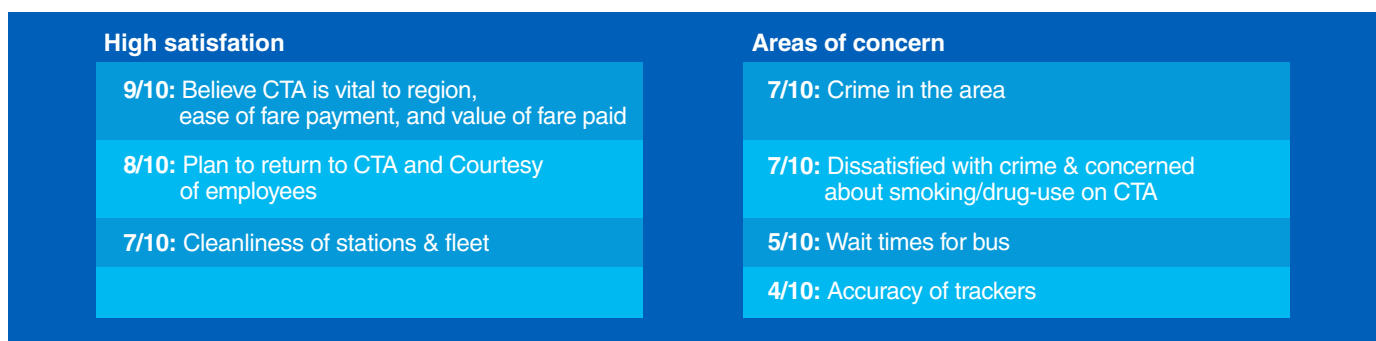 High satisfation
9/10: Believe CTA is vital to region,
ease of fare payment, and value of fare paid
8/10: Plan to return to CTA and Courtesy
of employees
7/10: Cleanliness of stations & fleet
Areas of concern
7/10: Crime in the area
7/10: Dissatisfied with crime & concerned
about smoking/drug-use on CTA
5/10: Wait times for bus
4/10: Accuracy of trackers